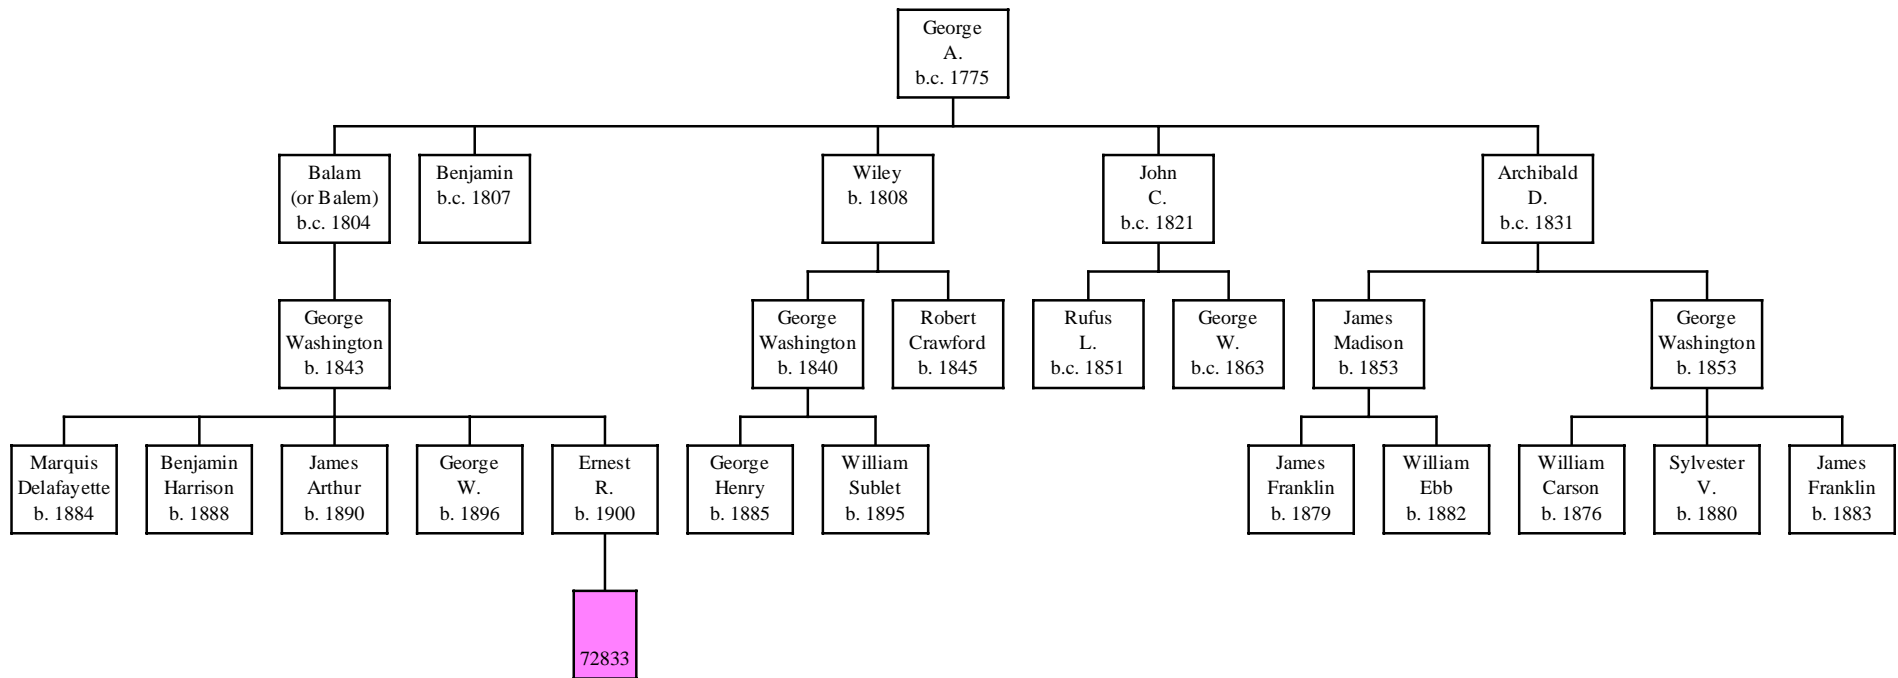 George
A.
b.c. 1775
Balam
(or Balem)
b.c. 1804
Benjamin
b.c. 1807
Wiley
b. 1808
John
C.
b.c. 1821
Archibald
D.
b.c. 1831
George
Washington
b. 1843
George
Washington
b. 1840
Robert
Crawford
b. 1845
Rufus
L.
b.c. 1851
George
W.
b.c. 1863
James
Madison
b. 1853
George
Washington
b. 1853
Marquis
Delafayette
b. 1884
Benjamin
Harrison
b. 1888
James
Arthur
b. 1890
George
W.
b. 1896
Ernest
R.
b. 1900
George
Henry
b. 1885
William
Sublet
b. 1895
James
Franklin
b. 1879
William
Ebb
b. 1882
William
Carson
b. 1876
Sylvester
V.
b. 1880
James
Franklin
b. 1883
72833